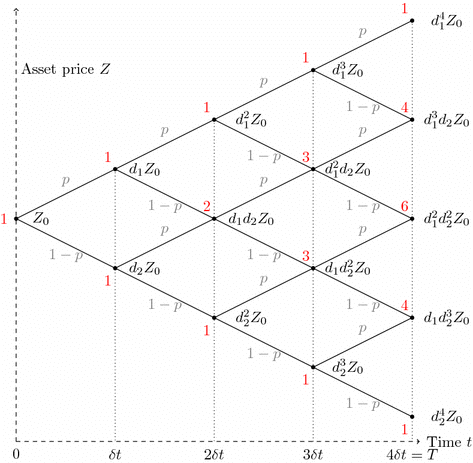 1
d₁⁴Z₀
p
1
d₁³Z₀
Asset price Z
p
1−p
1
d₁²Z₀
4
d₁³d₂Z₀
p
p
1
d₁Z₀
1−p
3
d₁²d₂Z₀
p
p
1−p
1−p
1
Z₀
2
d₁d₂Z₀
6
d₁²d₂²Z₀
1−p
p
1−p
p
d₂Z₀
1
3
d₁d₂²Z₀
1−p
p
1−p
d₂²Z₀
1
4
d₁d₂³Z₀
1−p
p
d₂³Z₀
1
1−p
d₂⁴Z₀
1
Time t
0
δt
2δt
3δt
4δt = T